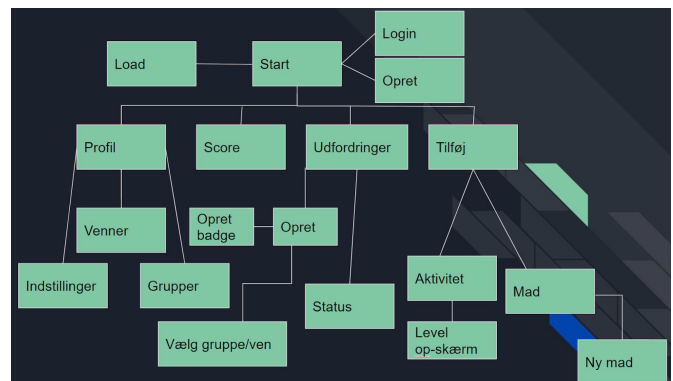 Login
Load
Start
Opret
Profil
Score
Udfordringer
Tilføj
Opret
badge
Opret
Venner
Indstillinger
Grupper
Status
Aktivitet
Mad
Vælg gruppe/ven
Level
op-skærm
Ny mad